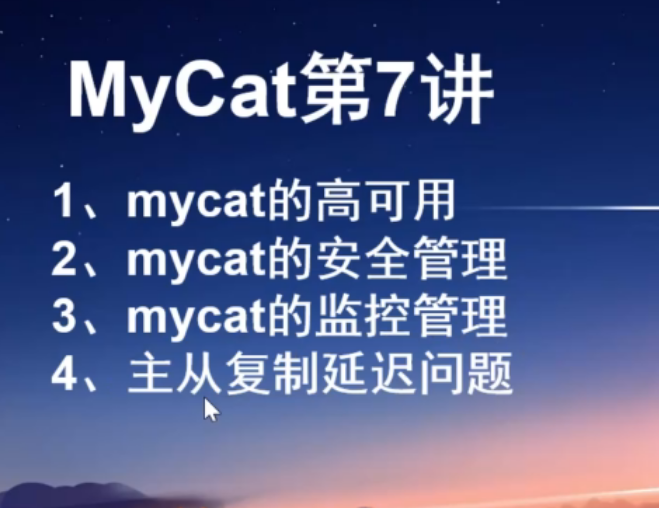 MyCat第7讲
1、mycat的高可用
2、mycat的安全管理
3、mycat的监控管理
4、主从复制延迟问题